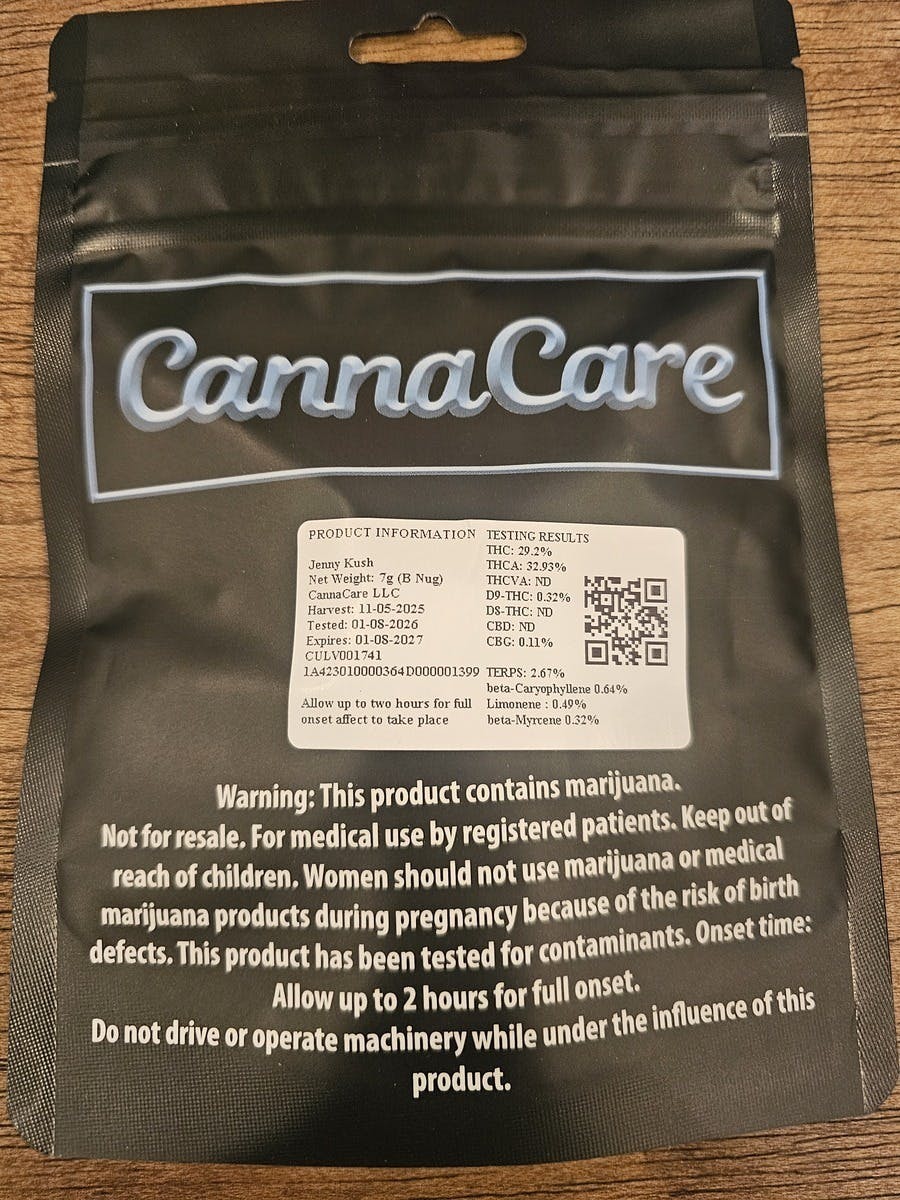 CannaCare
PRODUCT INFORMATION
Jenny Kush
Net Weight: 7g (B Nug)
CannaCare LLC
Harvest: 11-05-2025
Tested: 01-08-2026
Expires: 01-08-2027
CULV001741
1A423010000364D000001399
Allow up to two hours for full
onset affect to take place
TESTING RESULTS
THC: 29.2%
THCA: 32.93%
THCVA: ND
D9-THC: 0.32%
D8-THC: ND
CBD: ND
CBG: 0.11%
TERPS: 2.67%
beta-Caryophyllene 0.64%
Limonene : 0.49%
beta-Myrcene 0.32%
Warning: This product contains marijuana.
Not for resale. For medical use by registered patients. Keep out of
reach of children. Women should not use marijuana or medical
marijuana products during pregnancy because of the risk of birth
defects. This product has been tested for contaminants. Onset time:
Allow up to 2 hours for full onset.
Do not drive or operate machinery while under the influence of this
product.